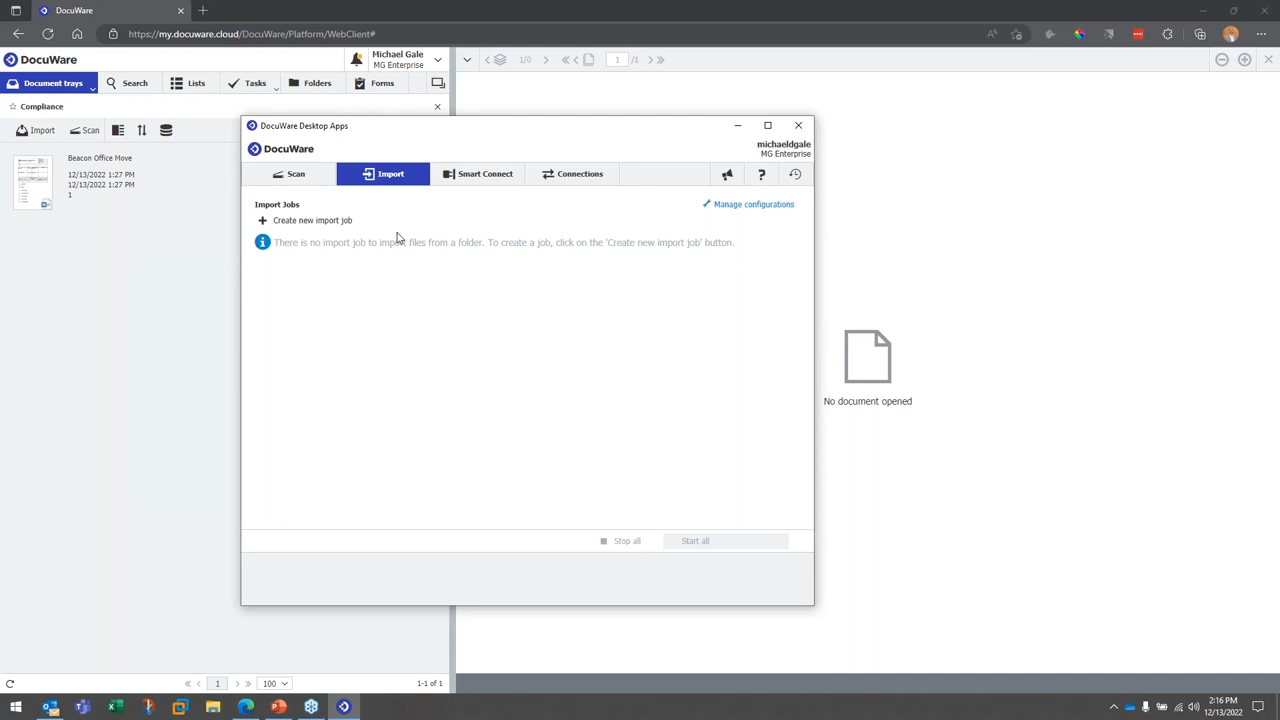 DocuWare
https://my.docuware.cloud/DocuWare/Platform/WebClient#
DocuWare
Michael Gale
MG Enterprise
1/0
1
/1
Document trays
Search
Lists
Tasks
Folders
Forms
Compliance
Import
Scan
Beacon Office Move
12/13/2022 1:27 PM
12/13/2022 1:27 PM
1
DocuWare Desktop Apps
DocuWare
michaeldgale
MG Enterprise
Scan
Import
Smart Connect
Connections
?
Import Jobs
Manage configurations
Create new import job
There is no import job to import files from a folder. To create a job, click on the 'Create new import job' button.
No document opened
Stop all
Start all
1
100
1-1 of 1
2:16 PM
12/13/2022